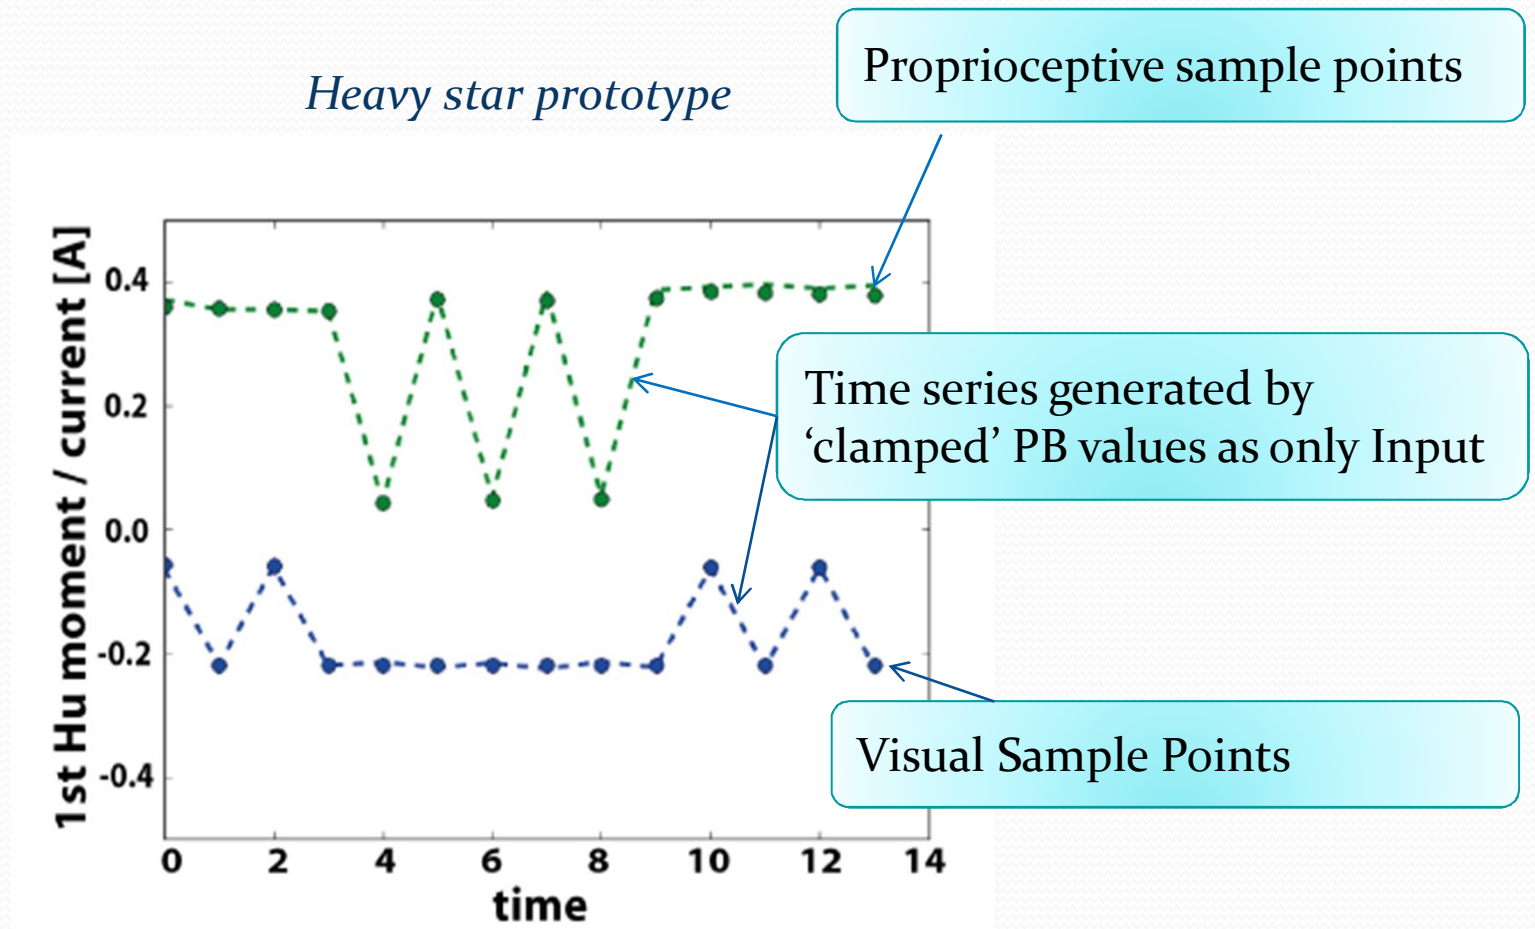 Proprioceptive sample points
Heavy star prototype
1st Hu moment / current [A]
0.4
0.2
0.0
-0.2
-0.4
Time series generated by
‘clamped’ PB values as only Input
Visual Sample Points
0 2 4 6 8 10 12 14
time